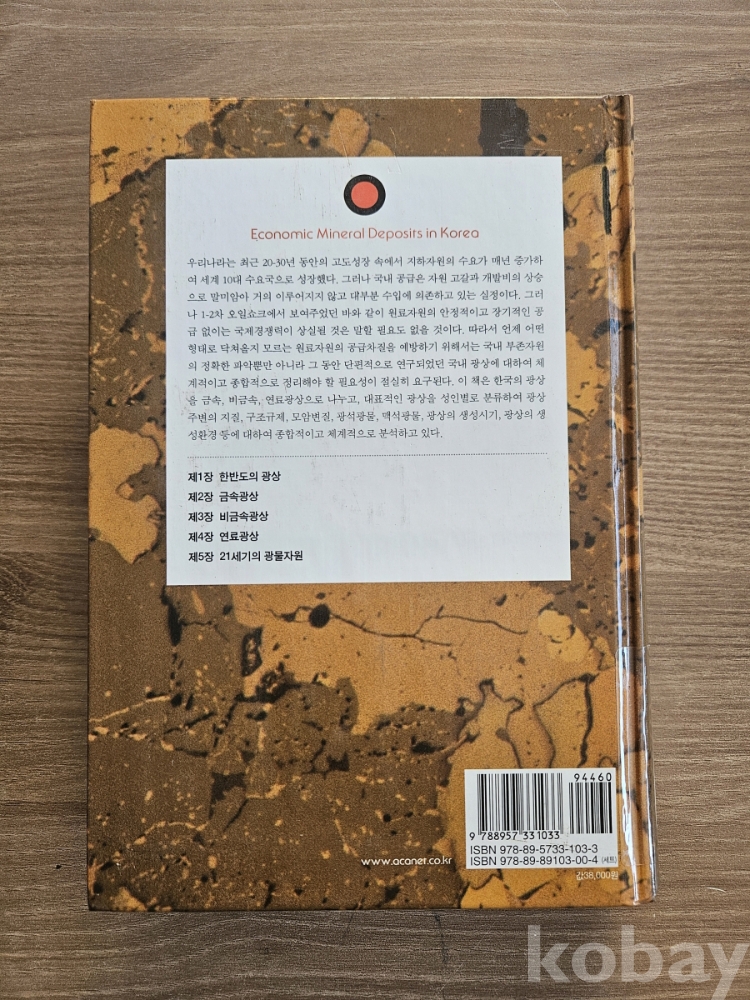 Economic Mineral Deposits in Korea
우리나라는 최근 20-30년 동안의 고도성장 속에서 지하자원의 수요가 매년 증가하
여 세계 10대 수요국으로 성장했다. 그러나 국내 공급은 자원 고갈과 개발비의 상승
으로 말미암아 거의 이루어지지 않고 대부분 수입에 의존하고 있는 실정이다. 그러
나 1-2차 오일쇼크에서 보여주었던 바와 같이 원료자원의 안정적이고 장기적인 공
급 없이는 국제경쟁력이 상실될 것은 말할 필요도 없을 것이다. 따라서 언제 어떤
형태로 닥쳐올지 모르는 원료자원의 공급차질을 예방하기 위해서는 국내 부존자원
의 정확한 파악뿐만 아니라 그 동안 단편적으로 연구되었던 국내 광상에 대하여 체
계적이고 종합적으로 정리해야 할 필요성이 절실히 요구된다. 이 책은 한국의 광상
을 금속, 비금속, 연료광상으로 나누고, 대표적인 광상을 성인별로 분류하여 광상
주변의 지질, 구조규제, 모암변질, 광석광물, 맥석광물, 광상의 생성시기, 광상의 생
성환경 등에 대하여 종합적이고 체계적으로 분석하고 있다.
제1장 한반도의 광상
제2장 금속광상
제3장 비금속광상
제4장 연료광상
제5장 21세기의 광물자원
94460
9 788957 331033
ISBN 978-89-5733-103-3
www.acanet.co.kr
ISBN 978-89-89103-00-4 (세트)
값38,000원
kobay